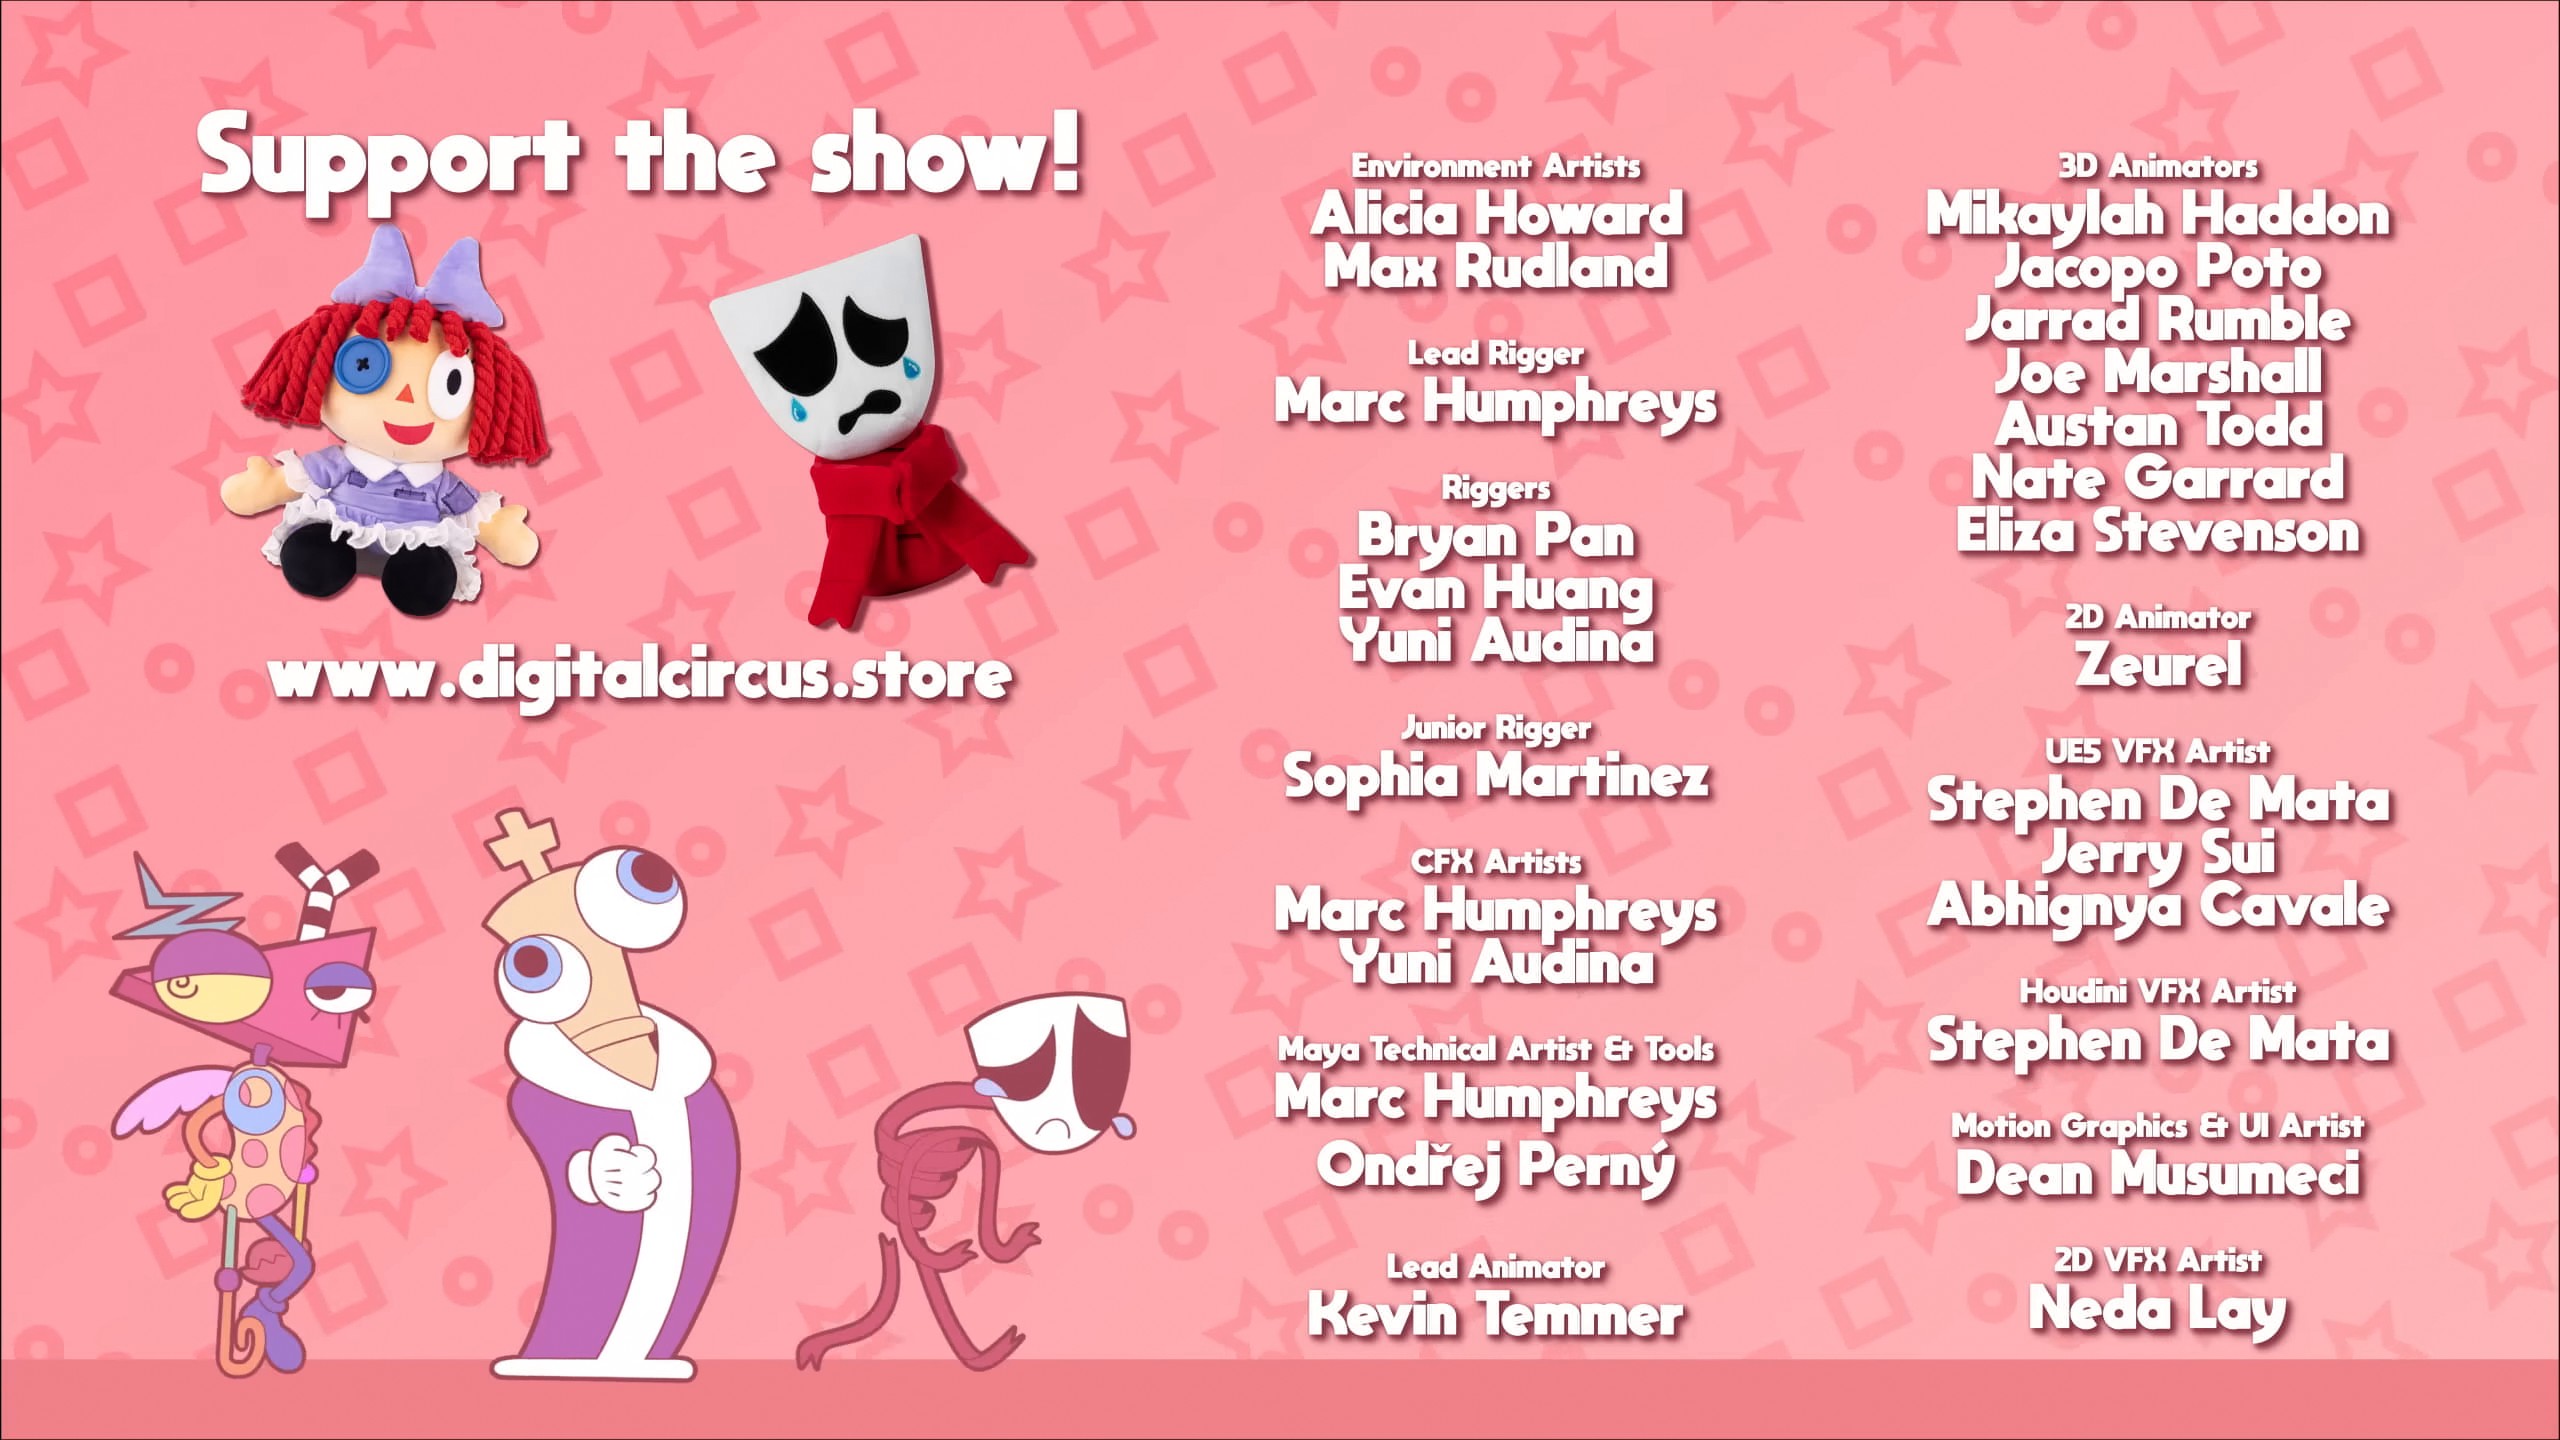 Support the show!
www.digitalcircus.store
Environment Artists
Alicia Howard
Max Rudland
Lead Rigger
Marc Humphreys
Riggers
Bryan Pan
Evan Huang
Yuni Audina
Junior Rigger
Sophia Martinez
CFX Artists
Marc Humphreys
Yuni Audina
Maya Technical Artist & Tools
Marc Humphreys
Ondřej Perný
Lead Animator
Kevin Temmer
3D Animators
Mikaylah Haddon
Jacopo Poto
Jarrad Rumble
Joe Marshall
Austan Todd
Nate Garrard
Eliza Stevenson
2D Animator
Zeurel
UE5 VFX Artist
Stephen De Mata
Jerry Sui
Abhignya Cavale
Houdini VFX Artist
Stephen De Mata
Motion Graphics & UI Artist
Dean Musumeci
2D VFX Artist
Neda Lay